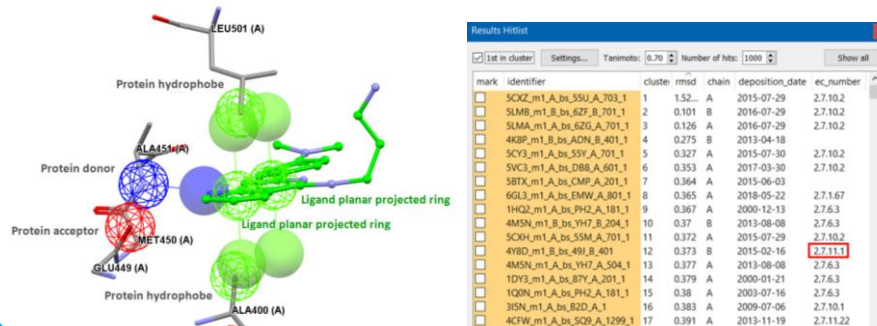 LEU501 (A)
Protein hydrophobe
ALA451 (A)
Protein donor
Ligand planar projected ring
Ligand planar projected ring
Protein acceptor
MET450 (A)
GLU449 (A)
Protein hydrophobe
ALA400 (A)
Results Hitlist
1st in cluster Settings... Tanimoto: 0.70 Number of hits: 1000 Show all
mark identifier cluster rmsd chain deposition_date ec_number
5CXZ_m1_A_bs_55U_A_703_1 1 1.52... A 2015-07-29 2.7.10.2
5LMB_m1_B_bs_6ZF_B_701_1 2 0.101 B 2016-07-29 2.7.10.2
5LMA_m1_A_bs_6ZG_A_701_1 3 0.126 A 2016-07-29 2.7.10.2
4K8P_m1_B_bs_ADN_B_401_1 4 0.275 B 2013-04-18
5CY3_m1_A_bs_55Y_A_701_1 5 0.327 A 2015-07-30 2.7.10.2
5VC3_m1_A_bs_DB8_A_601_1 6 0.353 A 2017-03-30 2.7.10.2
5BTX_m1_A_bs_CMP_A_201_1 7 0.364 A 2015-06-03
6GL3_m1_A_bs_EMW_A_801_1 8 0.365 A 2018-05-22 2.7.1.67
1HQ2_m1_A_bs_PH2_A_181_1 9 0.367 A 2000-12-13 2.7.6.3
4M5N_m1_B_bs_YH7_B_204_1 10 0.37 B 2013-08-08 2.7.6.3
5CXH_m1_A_bs_55M_A_701_1 11 0.372 A 2015-07-29 2.7.10.2
4Y8D_m1_B_bs_49J_B_401 12 0.373 B 2015-02-16 2.7.11.1
4M5N_m1_A_bs_YH7_A_504_1 13 0.377 A 2013-08-08 2.7.6.3
1DY3_m1_A_bs_87Y_A_201_1 14 0.379 A 2000-01-21 2.7.6.3
1Q0N_m1_A_bs_PH2_A_181_1 15 0.38 A 2003-07-16 2.7.6.3
3I5N_m1_A_bs_B2D_A_1 16 0.383 A 2009-07-06 2.7.10.1
4CFW_m1_A_bs_SQ9_A_1299_1 17 0.391 A 2013-11-19 2.7.11.22